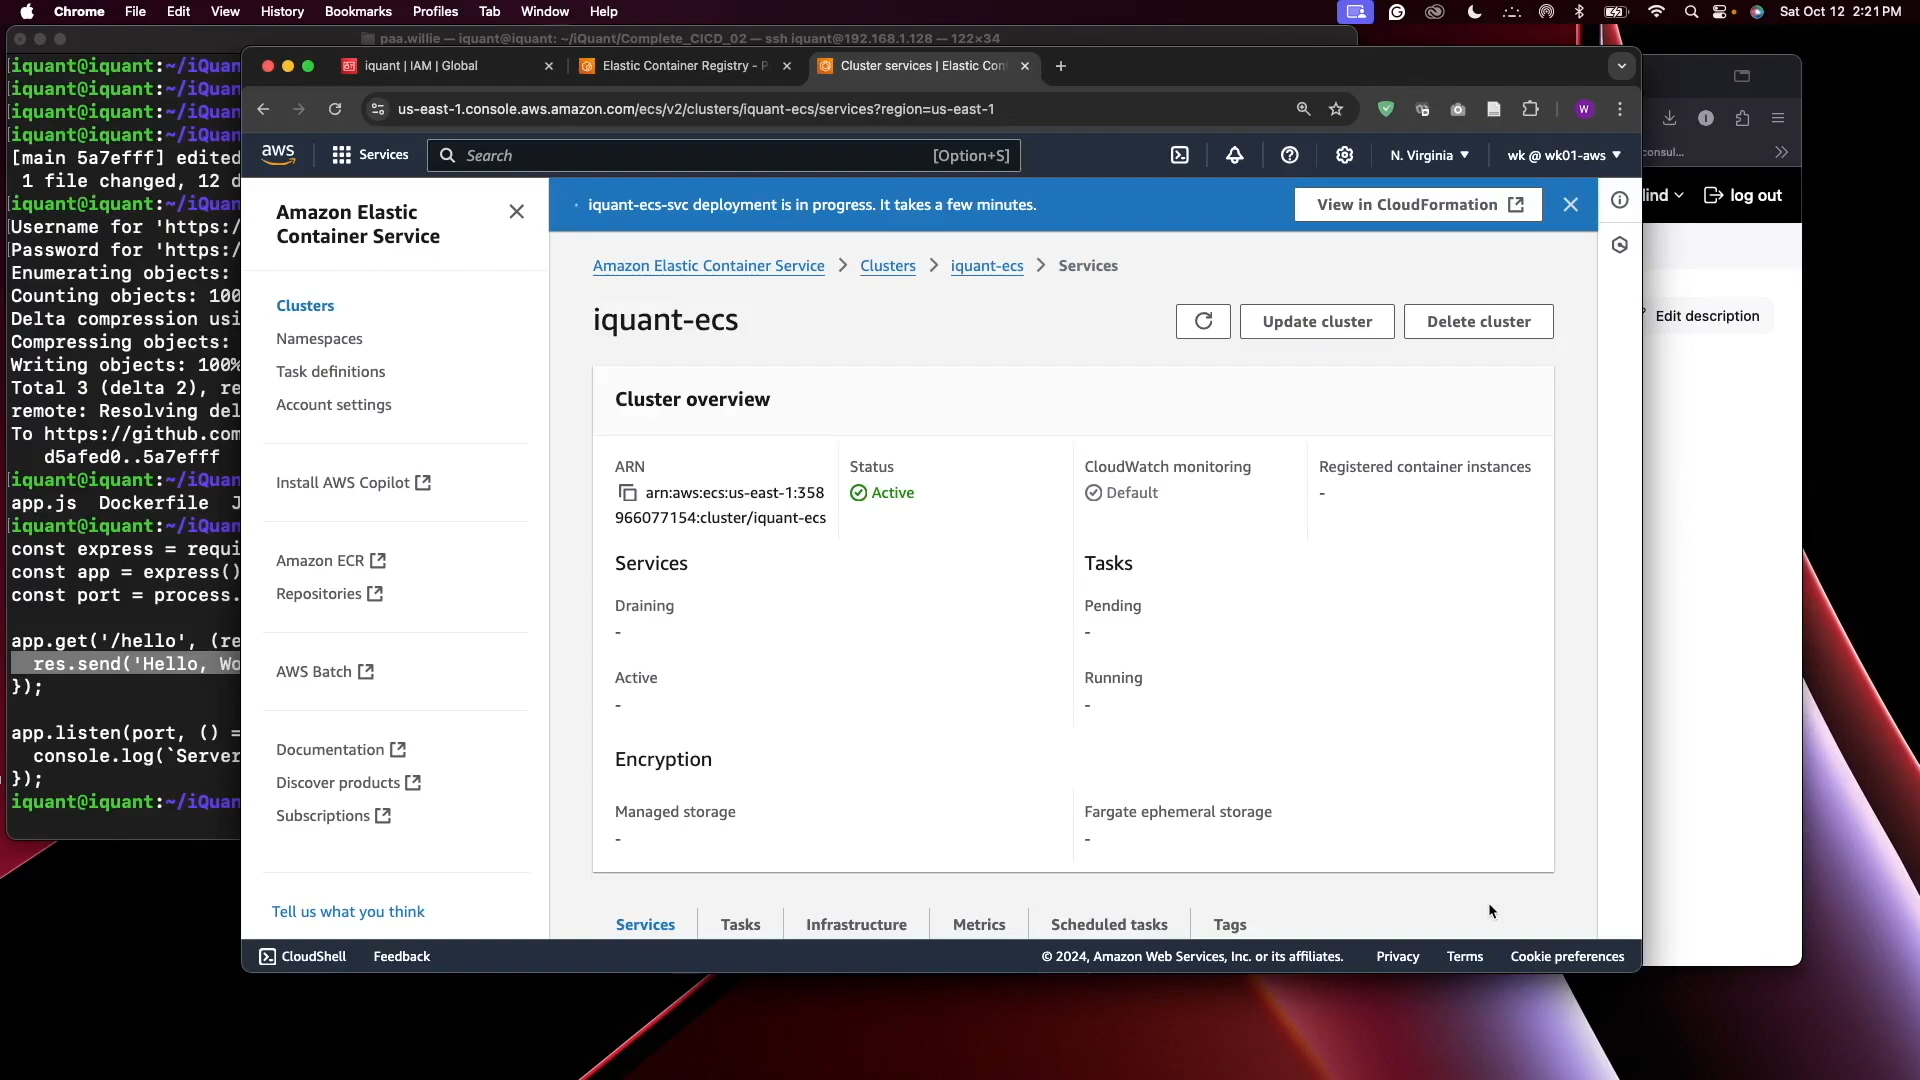 Chrome File Edit View History Bookmarks Profiles Tab Window Help
Sat Oct 12 2:21PM
paa.willie — iquant@iquant: ~/iQuant/Complete_CICD_02 — ssh iquant@192.168.1.128 — 122×34
iquant@iquant:~/iQuan
iquant@iquant:~/iQuan
iquant@iquant:~/iQuan
iquant@iquant:~/iQuan
[main 5a7efff] edited
1 file changed, 12 d
iquant@iquant:~/iQuan
Username for 'https:/
Password for 'https:/
Enumerating objects:
Counting objects: 100
Delta compression usi
Compressing objects:
Writing objects: 100%
Total 3 (delta 2), re
remote: Resolving del
To https://github.com
d5afed0..5a7efff
iquant@iquant:~/iQuan
app.js Dockerfile J
iquant@iquant:~/iQuan
const express = requi
const app = express()
const port = process.
app.get('/hello', (re
res.send('Hello, Wo
});
app.listen(port, () =
console.log(`Server
});
iquant@iquant:~/iQuan
iquant | IAM | Global
Elastic Container Registry - P
Cluster services | Elastic Con
us-east-1.console.aws.amazon.com/ecs/v2/clusters/iquant-ecs/services?region=us-east-1
W
aws
Services
Search
[Option+S]
N. Virginia
wk @ wk01-aws
Amazon Elastic
Container Service
Clusters
Namespaces
Task definitions
Account settings
Install AWS Copilot
Amazon ECR
Repositories
AWS Batch
Documentation
Discover products
Subscriptions
Tell us what you think
iquant-ecs-svc deployment is in progress. It takes a few minutes.
View in CloudFormation
Amazon Elastic Container Service > Clusters > iquant-ecs > Services
iquant-ecs
Update cluster
Delete cluster
Cluster overview
ARN
arn:aws:ecs:us-east-1:358
966077154:cluster/iquant-ecs
Status
Active
CloudWatch monitoring
Default
Registered container instances
-
Services
Tasks
Draining
-
Pending
-
Active
-
Running
-
Encryption
Managed storage
-
Fargate ephemeral storage
-
Services Tasks Infrastructure Metrics Scheduled tasks Tags
CloudShell Feedback
© 2024, Amazon Web Services, Inc. or its affiliates. Privacy Terms Cookie preferences
consul...
lind
log out
Edit description